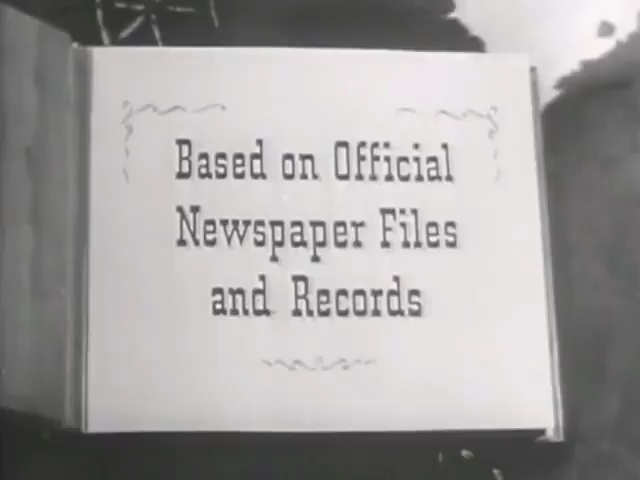 Based on Official
Newspaper Files
and Records